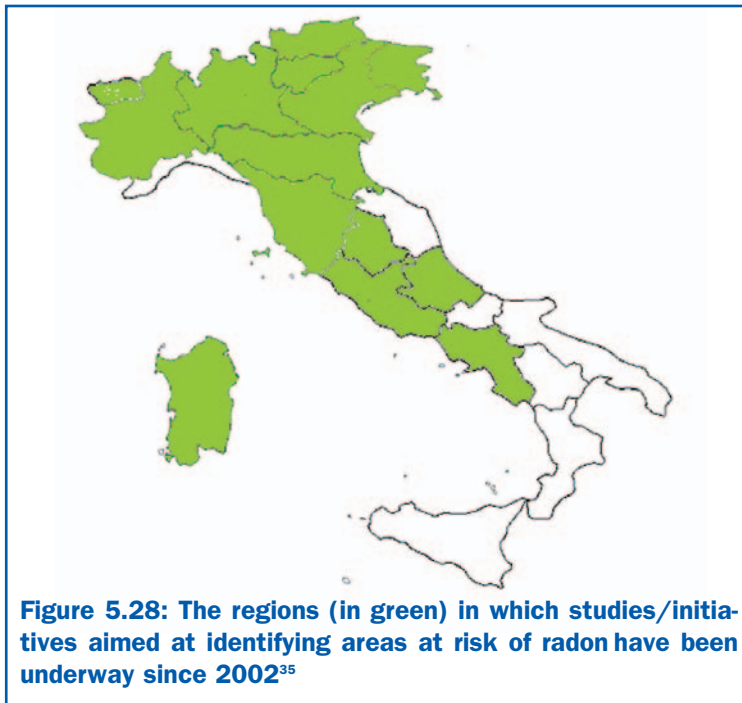 Figure 5.28: The regions (in green) in which studies/initia-
tives aimed at identifying areas at risk of radon have been
underway since 2002³⁵